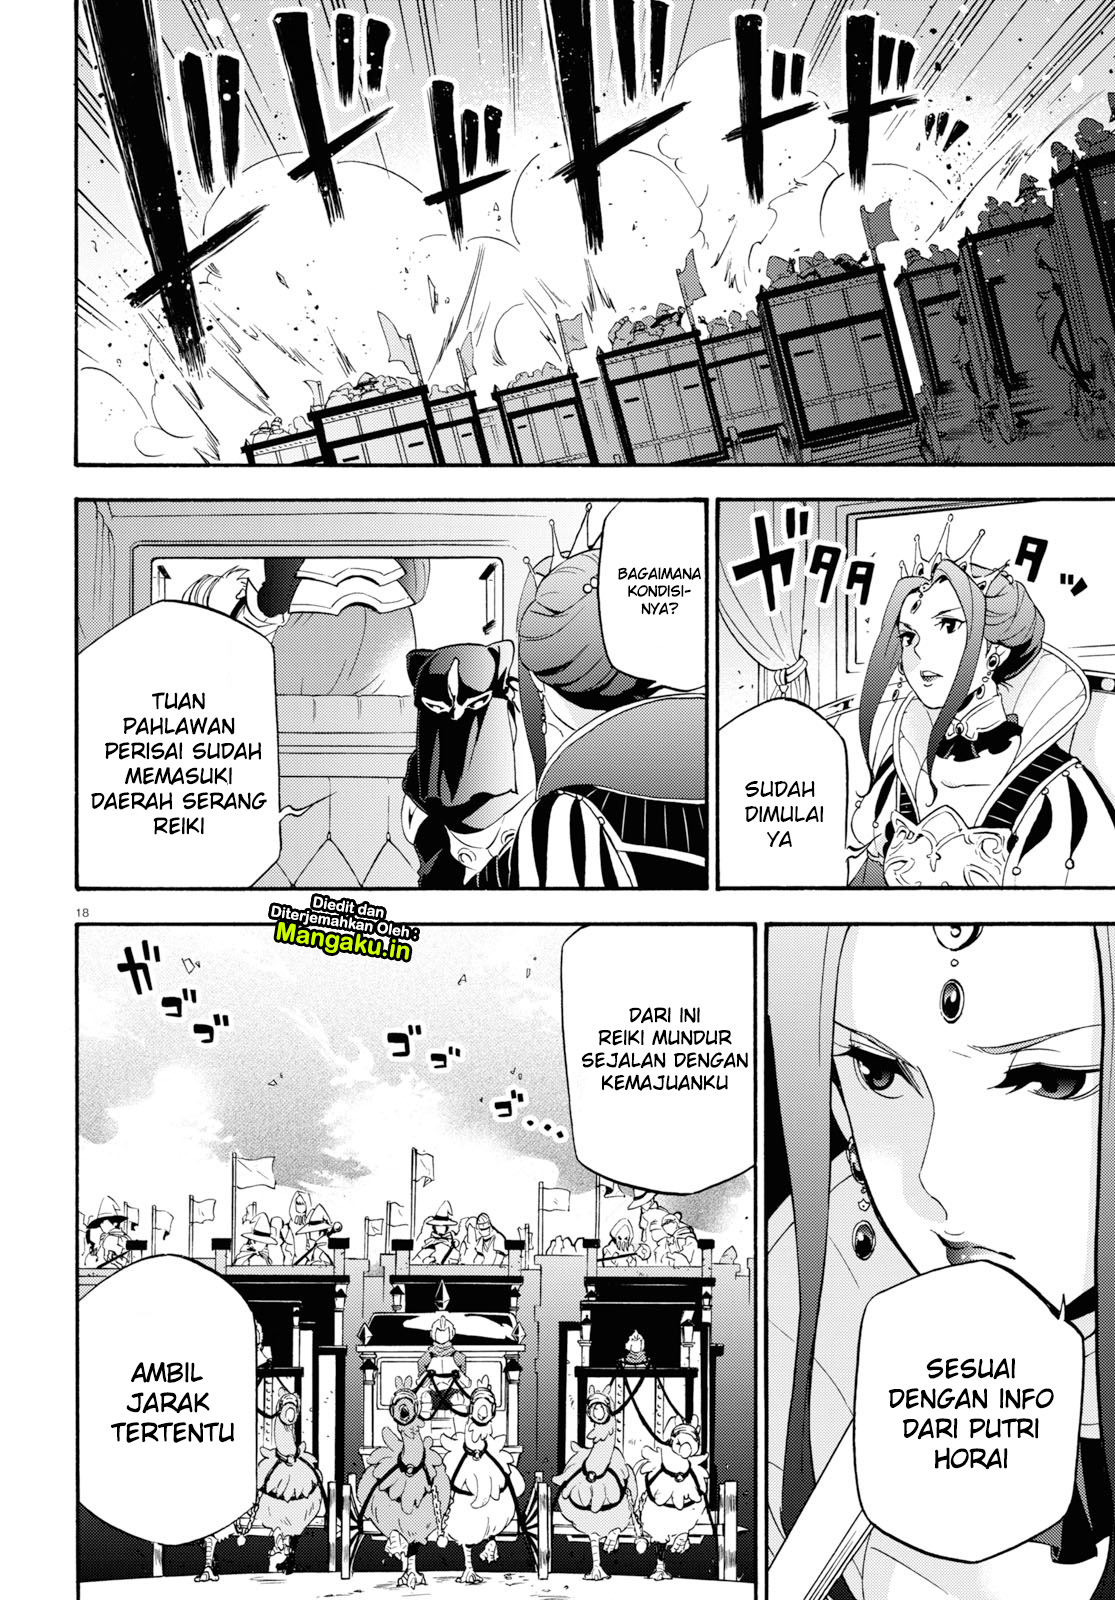 ドドドドドド
ガタタタッ
SUDAH
DIMULAI
YA
BAGAIMANA
KONDISI-
NYA?
TUAN
PAHLAWAN
PERISAI SUDAH
MEMASUKI
DAERAH SERANG
REIKI
18
Diedit dan
Diterjemahkan Oleh :
Mangaku.in
SESUAI
DENGAN INFO
DARI PUTRI
HORAI
DARI INI
REIKI MUNDUR
SEJALAN DENGAN
KEMAJUANKU
ガゴゴ
ゴゴゴ...
AMBIL
JARAK
TERTENTU